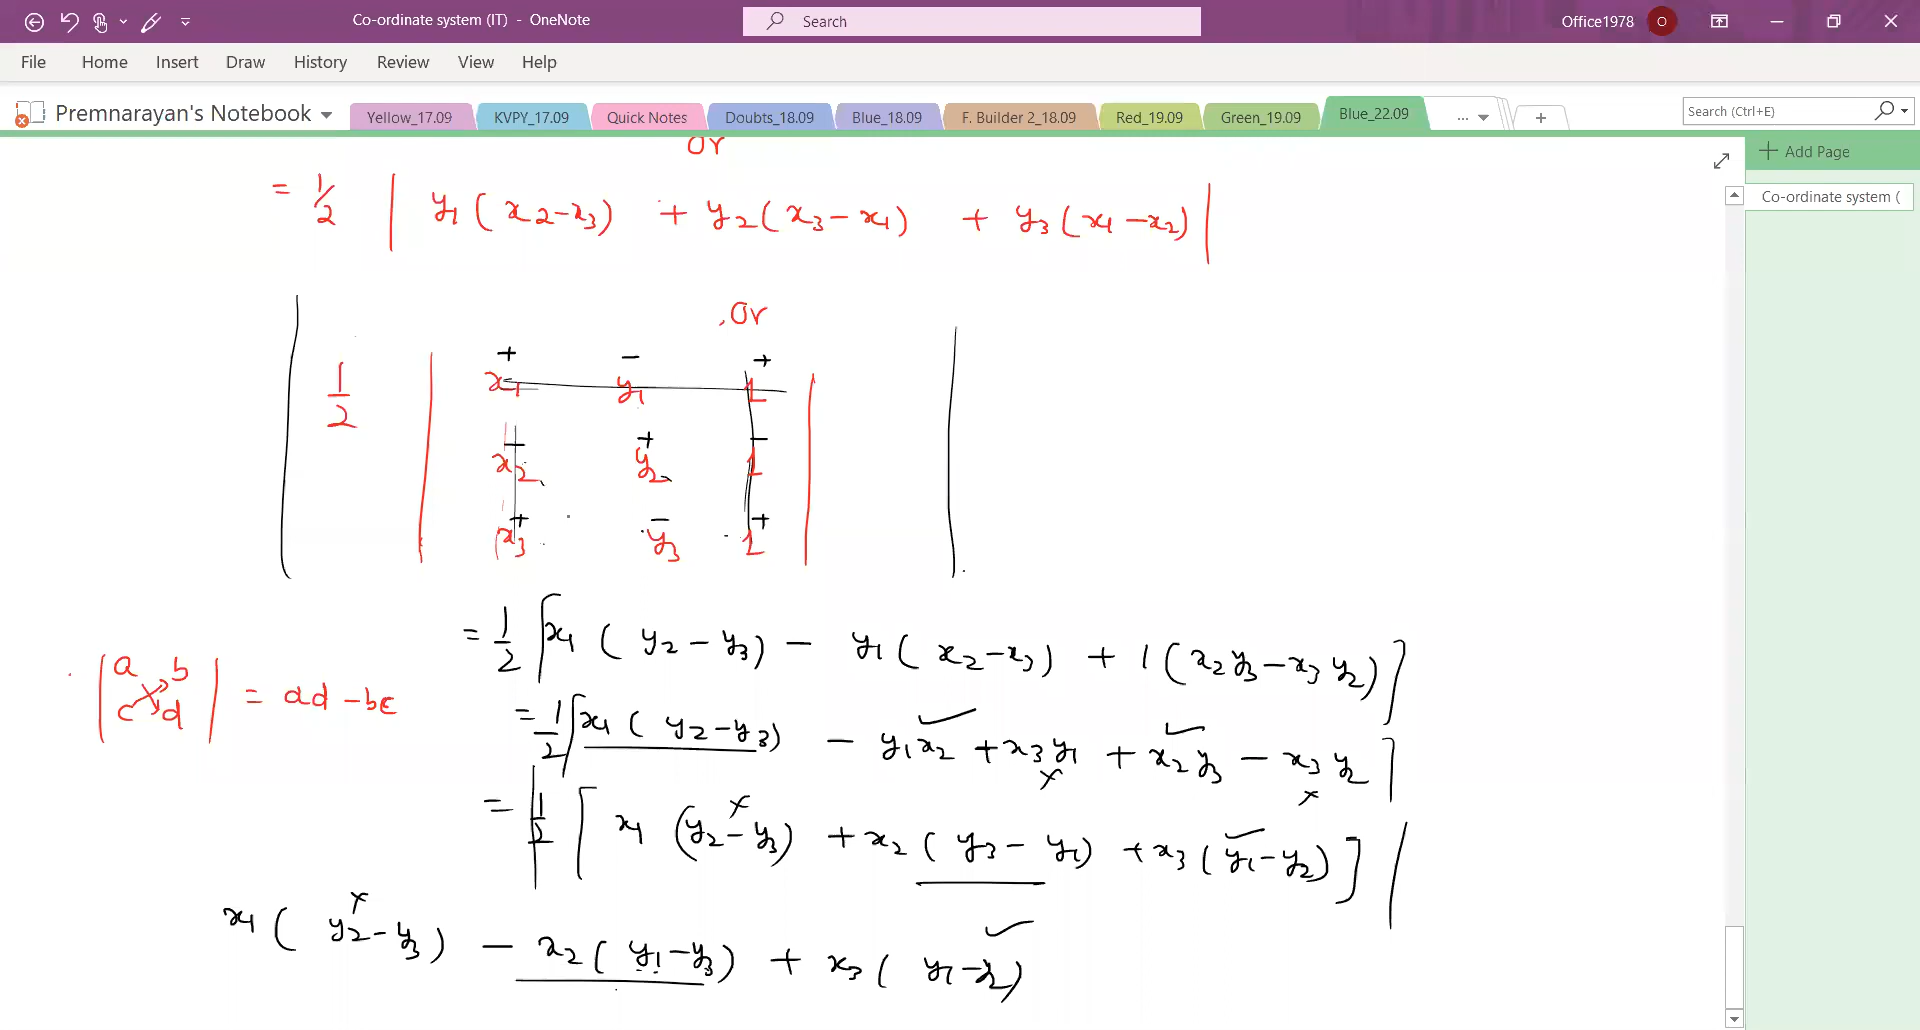 Co-ordinate system (IT) - OneNote
Search
Office1978
O
File Home Insert Draw History Review View Help
Premnarayan's Notebook
Yellow_17.09 KVPY_17.09 Quick Notes Doubts_18.09 Blue_18.09 F. Builder 2_18.09 Red_19.09 Green_19.09 Blue_22.09 ... +
Search (Ctrl+E)
+ Add Page
Co-ordinate system (
or
= 1/2 | y₁(x₂-x₃) + y₂(x₃-x₁) + y₃(x₁-x₂) |
, or
+ - +
1/2 | x₁ y₁ 1 |
+ -
x₂ y₂ 1
+ - +
x₃ y₃ 1
= 1/2 [x₁(y₂-y₃) - y₁(x₂-x₃) + 1(x₂y₃-x₃y₂)]
| a b |
| c d | = ad-bc
= 1/2 [x₁(y₂-y₃) - y₁x₂ + x₃y₁ + x₂y₃ - x₃y₂]
= |1/2 [x₁(y₂-y₃) + x₂(y₃-y₁) + x₃(y₁-y₂)]|
x₁(y₂-y₃) - x₂(y₁-y₃) + x₃(y₁-y₂)